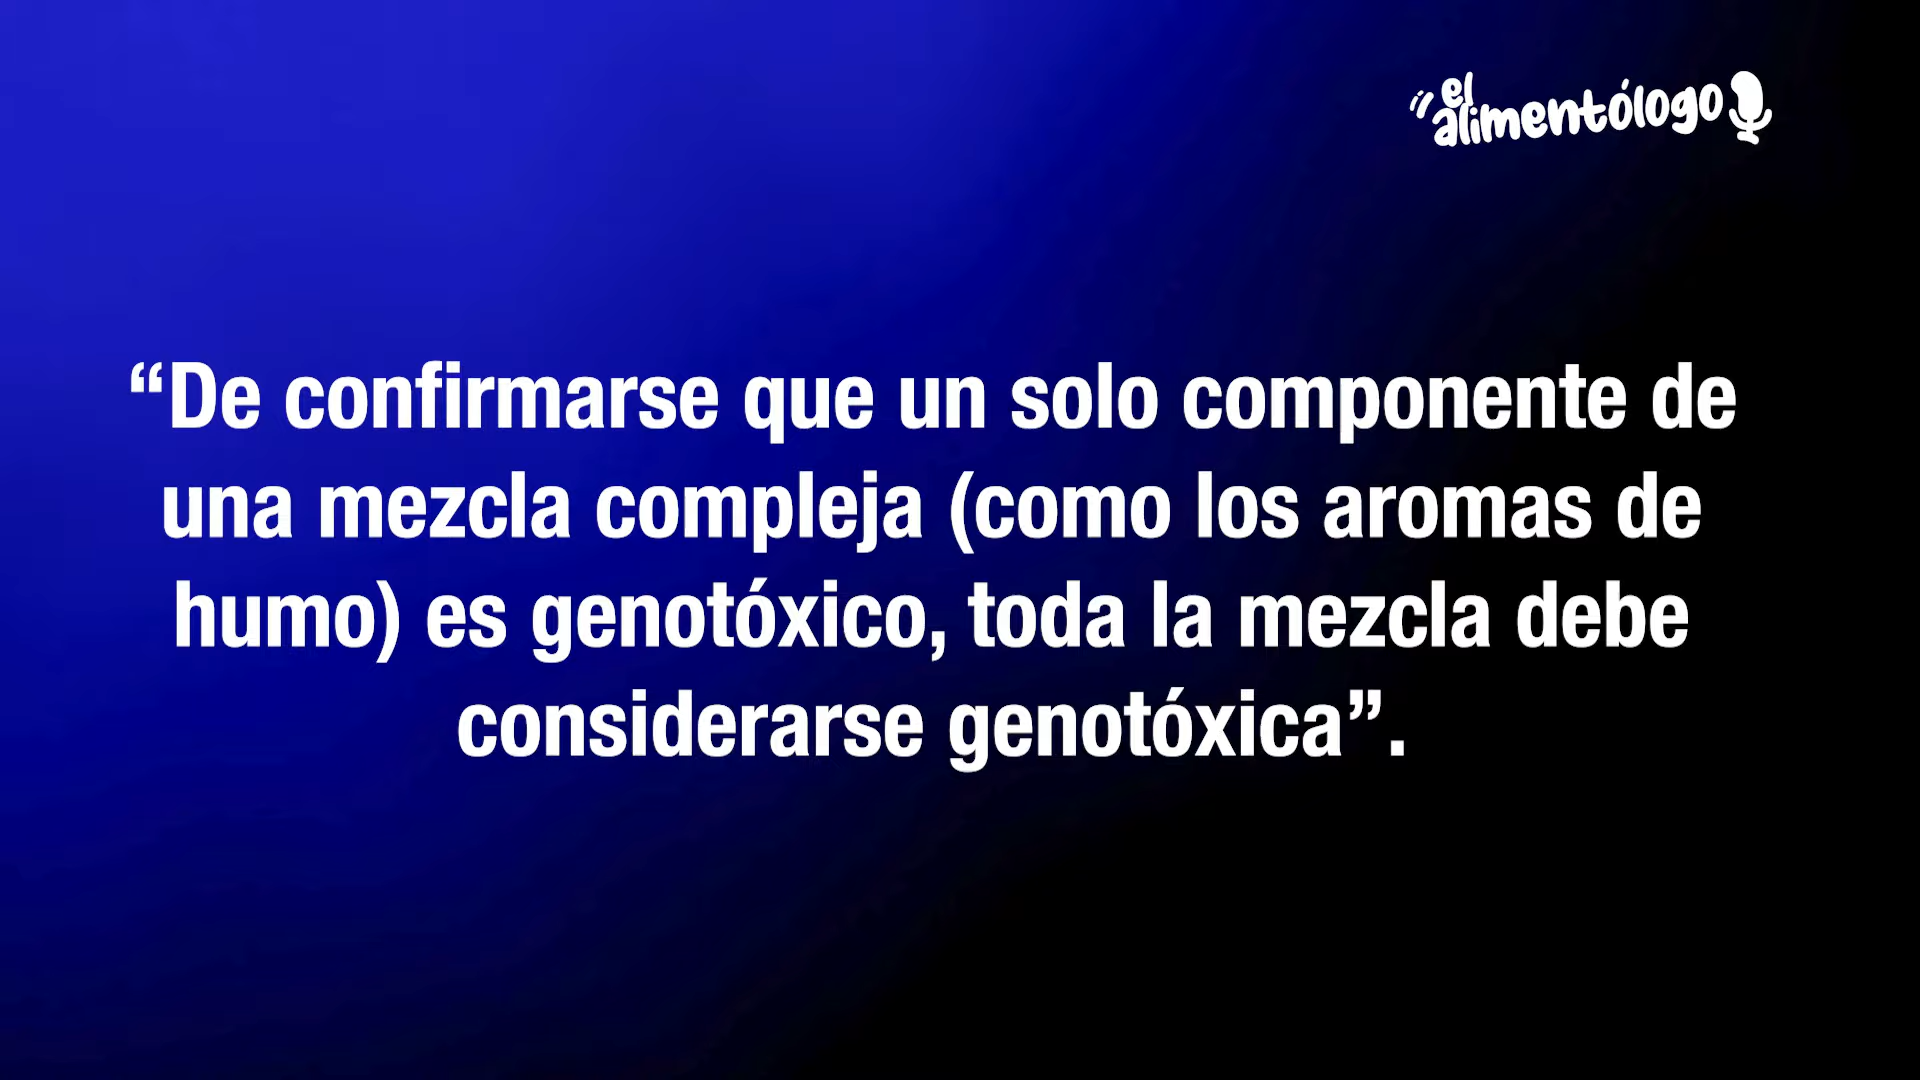 el
alimentólogo
“De confirmarse que un solo componente de
una mezcla compleja (como los aromas de
humo) es genotóxico, toda la mezcla debe
considerarse genotóxica”.